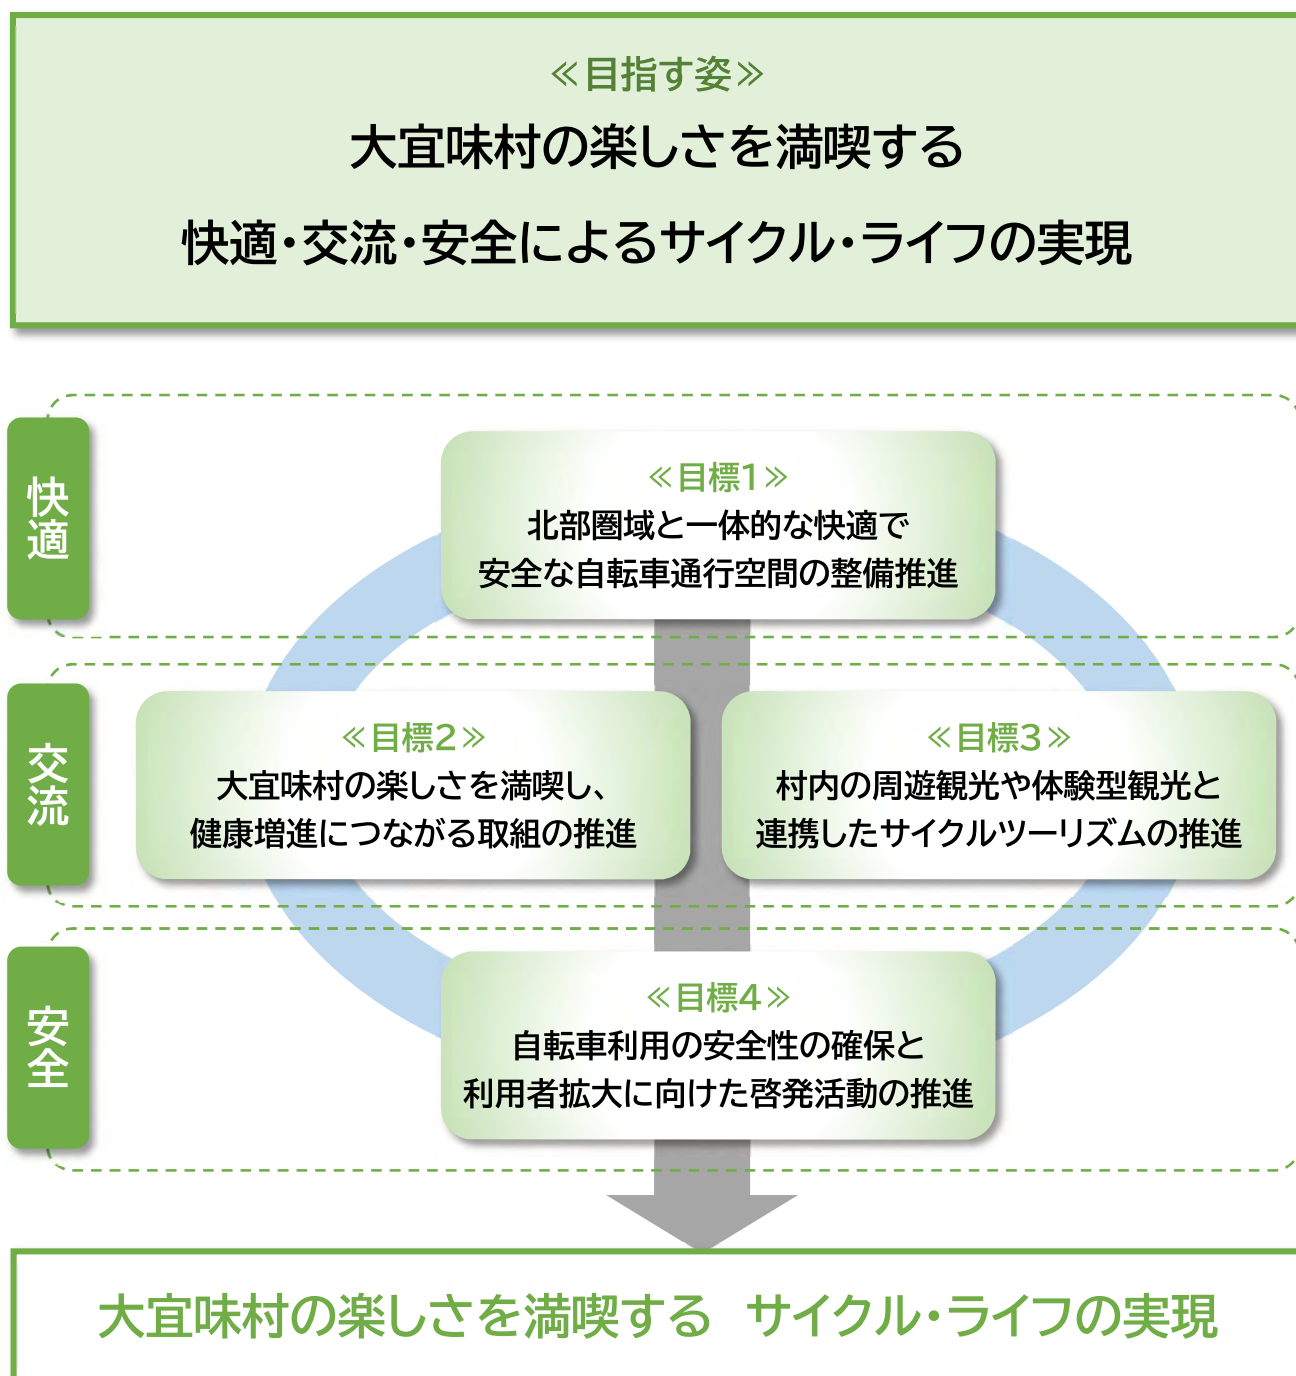 ≪目指す姿≫
大宜味村の楽しさを満喫する
快適・交流・安全によるサイクル・ライフの実現
快適
≪目標1≫
北部圏域と一体的な快適で
安全な自転車通行空間の整備推進
交流
≪目標2≫
大宜味村の楽しさを満喫し、
健康増進につながる取組の推進
≪目標3≫
村内の周遊観光や体験型観光と
連携したサイクルツーリズムの推進
安全
≪目標4≫
自転車利用の安全性の確保と
利用者拡大に向けた啓発活動の推進
大宜味村の楽しさを満喫する　サイクル・ライフの実現